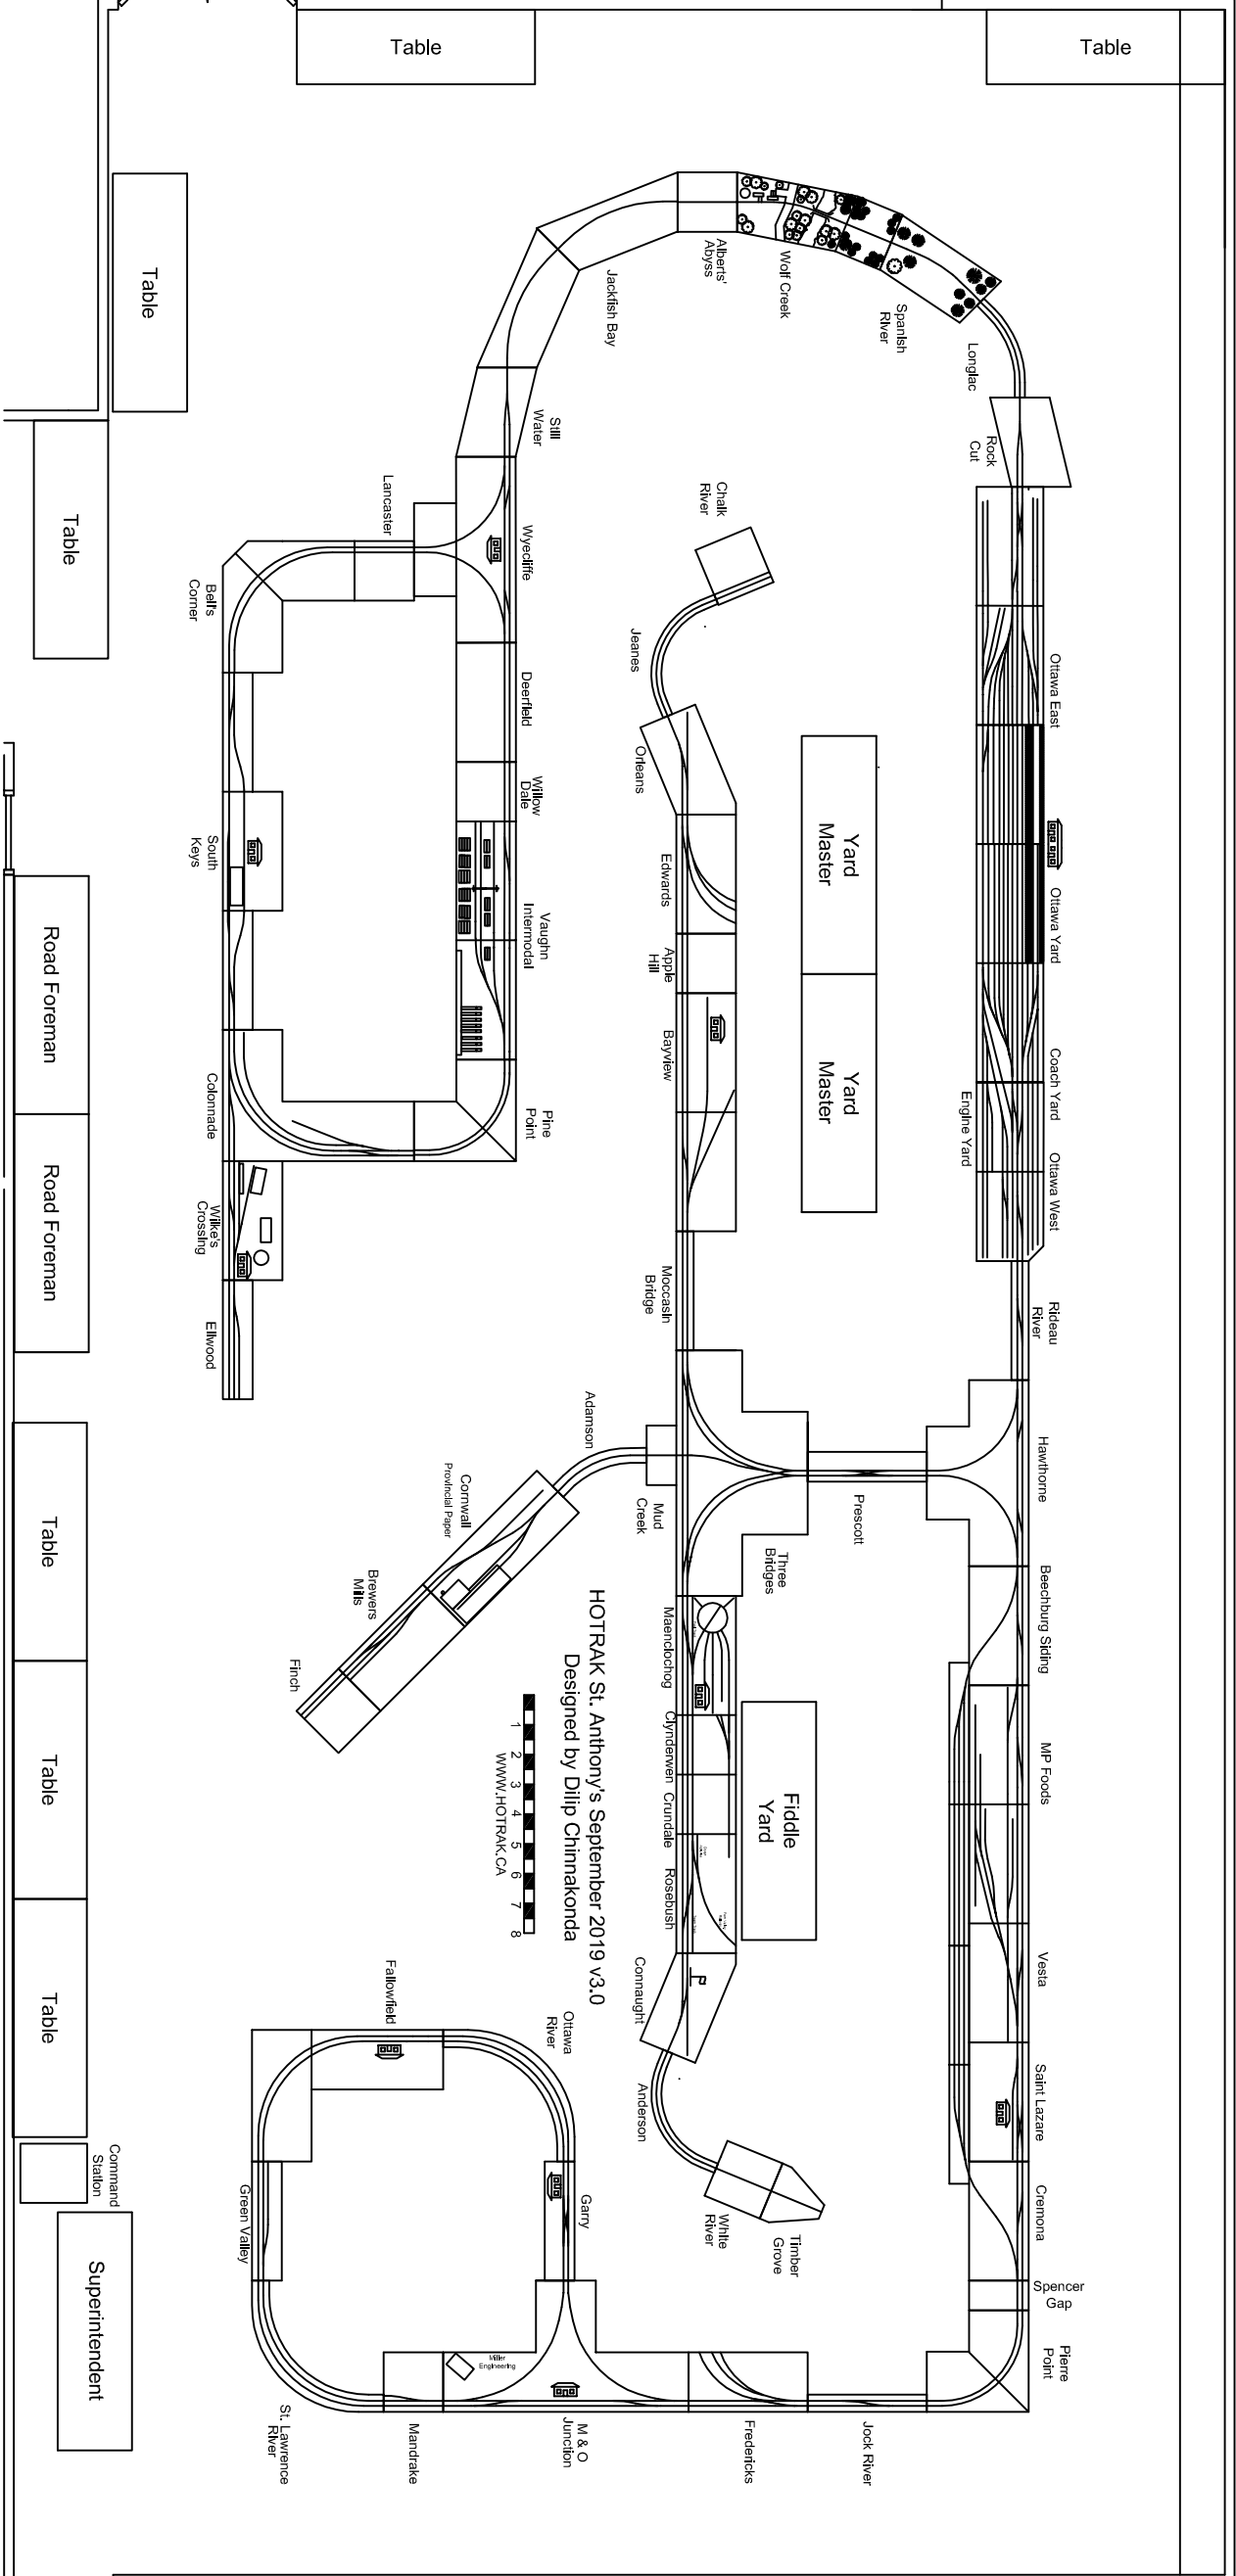 Table
Table
Table
Table
Alberts'
Abyss
Wolf Creek
Spanish
River
Longlac
Jackfish Bay
Rock
Cut
Still
Water
Lancaster
Wyecliffe
Chalk
River
Jeanes
Bell's
Corner
Deerfield
Willow
Dale
Orleans
Ottawa East
South
Keys
Vaughn
Intermodal
Edwards
Yard
Master
Ottawa Yard
Apple
Hill
Bayview
Yard
Master
Coach Yard
Engine Yard
Ottawa West
Road Foreman
Road Foreman
Colonnade
Pine
Point
Wilke's
Crossing
Ellwood
Moccasin
Bridge
Rideau
River
Adamson
Hawthorne
Prescott
Mud
Creek
Three
Bridges
Cornwall
Provincial Paper
Brewers
Mills
Finch
Beechburg Siding
MP Foods
Vesta
Saint Lazare
Cremona
Spencer
Gap
Pierre
Point
Maenclochog
Clynderwen
Crundale
Rosebush
Fiddle
Yard
Connaught
Anderson
White
River
Timber
Grove
HOTRAK St. Anthony's September 2019 v3.0
Designed by Dilip Chinnakonda
1 2 3 4 5 6 7 8
WWW.HOTRAK.CA
Table
Table
Table
Command
Station
Superintendent
Fallowfield
Ottawa
River
Garry
Green Valley
Miller
Engineering
St. Lawrence
River
Mandrake
M & O
Junction
Fredericks
Jock River